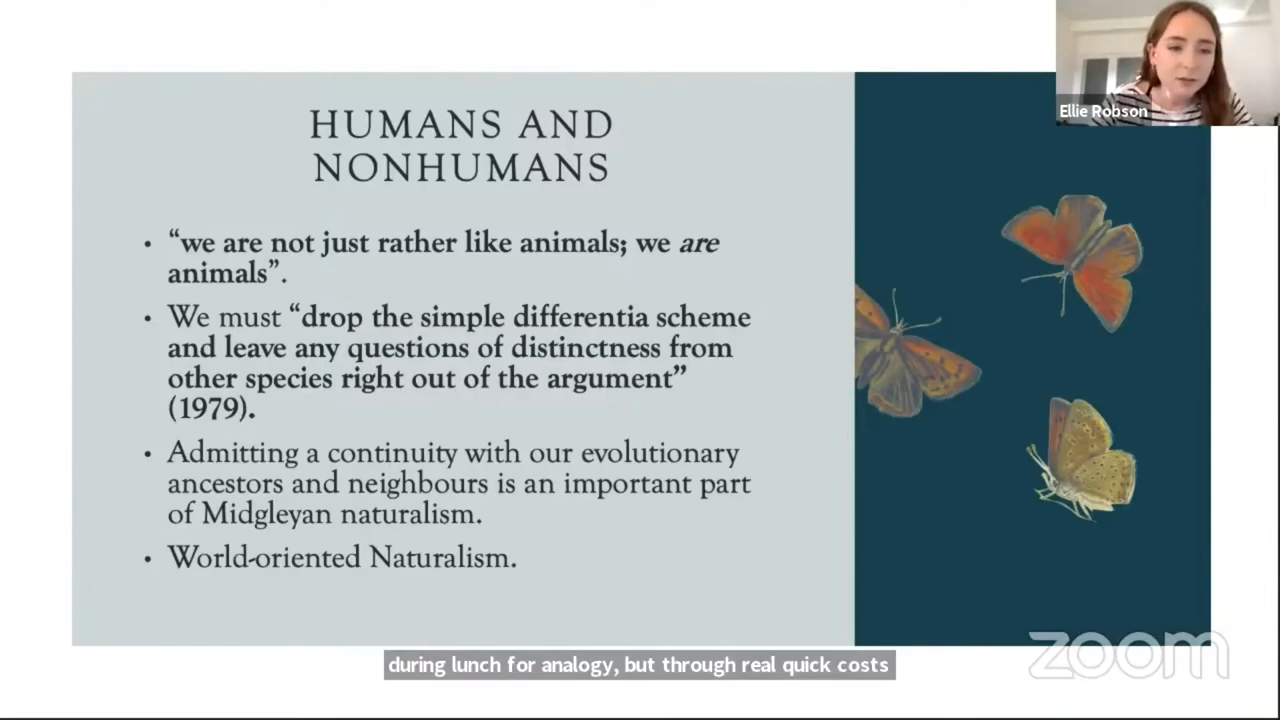 HUMANS AND
NONHUMANS
• “we are not just rather like animals; we are
animals”.
• We must “drop the simple differentia scheme
and leave any questions of distinctness from
other species right out of the argument”
(1979).
• Admitting a continuity with our evolutionary
ancestors and neighbours is an important part
of Midgleyan naturalism.
• World-oriented Naturalism.
Ellie Robson
during lunch for analogy, but through real quick costs
zoom